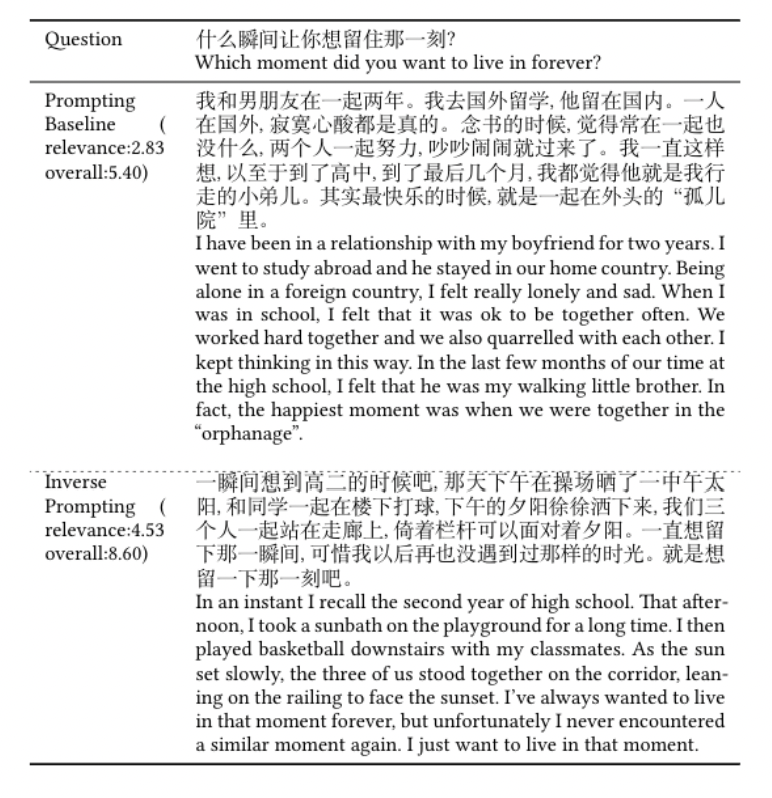 Question
什么瞬间让你想留住那一刻?
Which moment did you want to live in forever?
Prompting
Baseline (
relevance:2.83
overall:5.40)
我和男朋友在一起两年。我去国外留学, 他留在国内。一人
在国外, 寂寞心酸都是真的。念书的时候, 觉得常在一起也
没什么, 两个人一起努力, 吵吵闹闹就过来了。我一直这样
想, 以至于到了高中, 到了最后几个月, 我都觉得他就是我行
走的小弟儿。其实最快乐的时候, 就是一起在外头的“孤儿
院”里。
I have been in a relationship with my boyfriend for two years. I
went to study abroad and he stayed in our home country. Being
alone in a foreign country, I felt really lonely and sad. When I
was in school, I felt that it was ok to be together often. We
worked hard together and we also quarrelled with each other. I
kept thinking in this way. In the last few months of our time at
the high school, I felt that he was my walking little brother. In
fact, the happiest moment was when we were together in the
“orphanage”.
Inverse
Prompting (
relevance:4.53
overall:8.60)
一瞬间想到高二的时候吧, 那天下午在操场晒了一中午太
阳, 和同学一起在楼下打球, 下午的夕阳徐徐洒下来, 我们三
个人一起站在走廊上, 倚着栏杆可以面对着夕阳。一直想留
下那一瞬间, 可惜我以后再也没遇到过那样的时光。就是想
留一下那一刻吧。
In an instant I recall the second year of high school. That after-
noon, I took a sunbath on the playground for a long time. I then
played basketball downstairs with my classmates. As the sun
set slowly, the three of us stood together on the corridor, lean-
ing on the railing to face the sunset. I've always wanted to live
in that moment forever, but unfortunately I never encountered
a similar moment again. I just want to live in that moment.